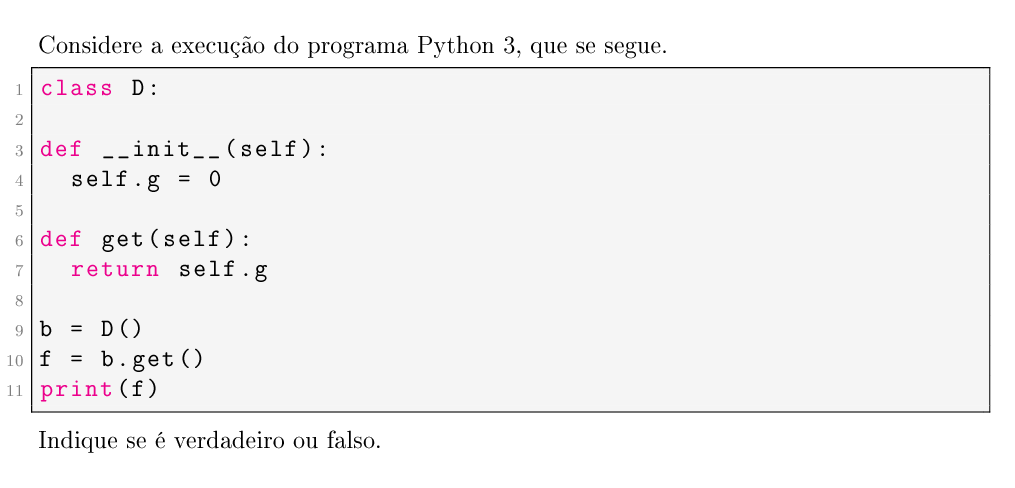 Considere a execução do programa Python 3, que se segue.
1 class D:
2
3 def __init__(self):
4   self.g = 0
5
6 def get(self):
7   return self.g
8
9 b = D()
10 f = b.get()
11 print(f)
Indique se é verdadeiro ou falso.